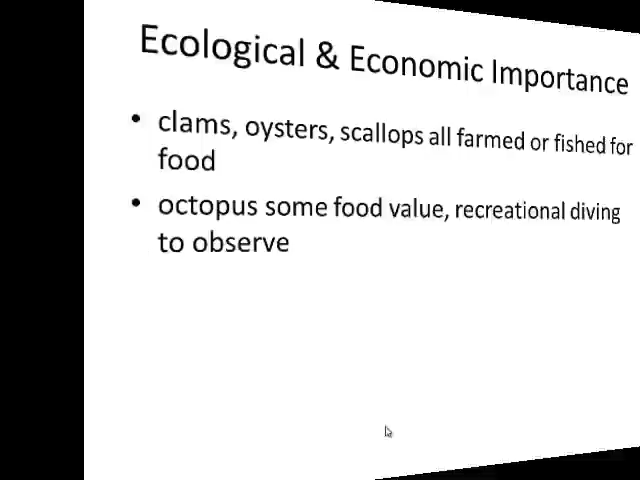 Ecological & Economic Importance
• clams, oysters, scallops all farmed or fished for
food
• octopus some food value, recreational diving
to observe